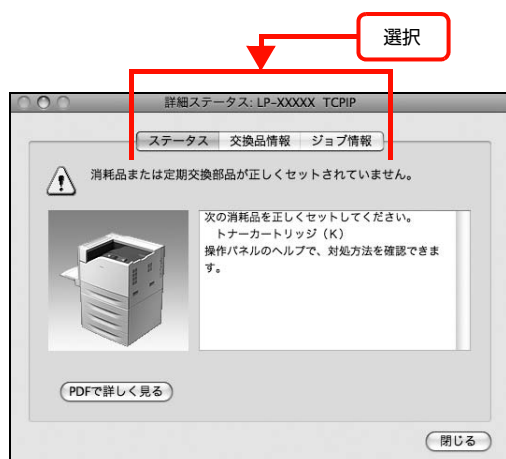 選択
詳細ステータス: LP-XXXXX TCPIP
ステータス 交換品情報 ジョブ情報
消耗品または定期交換部品が正しくセットされていません。
次の消耗品を正しくセットしてください。
トナーカートリッジ（K）
操作パネルのヘルプで、対処方法を確認できま
す。
PDFで詳しく見る
閉じる